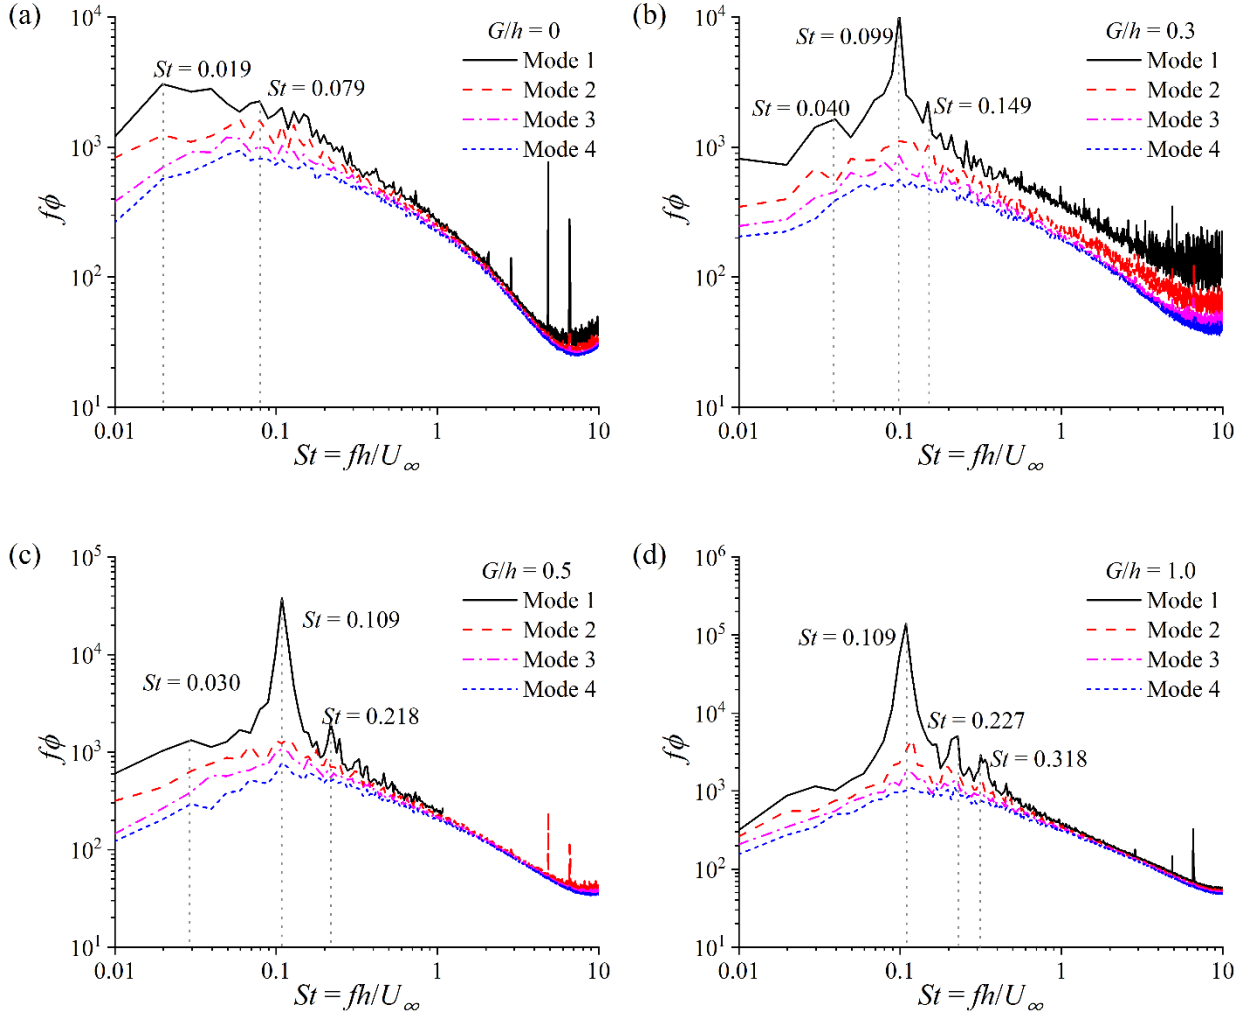 (a)
10^4
10^3
10^2
10^1
fϕ
G/h = 0
Mode 1
Mode 2
Mode 3
Mode 4
St = 0.019
St = 0.079
0.01 0.1 1 10
St = fh/U∞
(b)
10^4
10^3
10^2
10^1
fϕ
G/h = 0.3
Mode 1
Mode 2
Mode 3
Mode 4
St = 0.099
St = 0.040
St = 0.149
0.01 0.1 1 10
St = fh/U∞
(c)
10^5
10^4
10^3
10^2
10^1
fϕ
G/h = 0.5
Mode 1
Mode 2
Mode 3
Mode 4
St = 0.109
St = 0.030
St = 0.218
0.01 0.1 1 10
St = fh/U∞
(d)
10^6
10^5
10^4
10^3
10^2
10^1
fϕ
G/h = 1.0
Mode 1
Mode 2
Mode 3
Mode 4
St = 0.109
St = 0.227
St = 0.318
0.01 0.1 1 10
St = fh/U∞